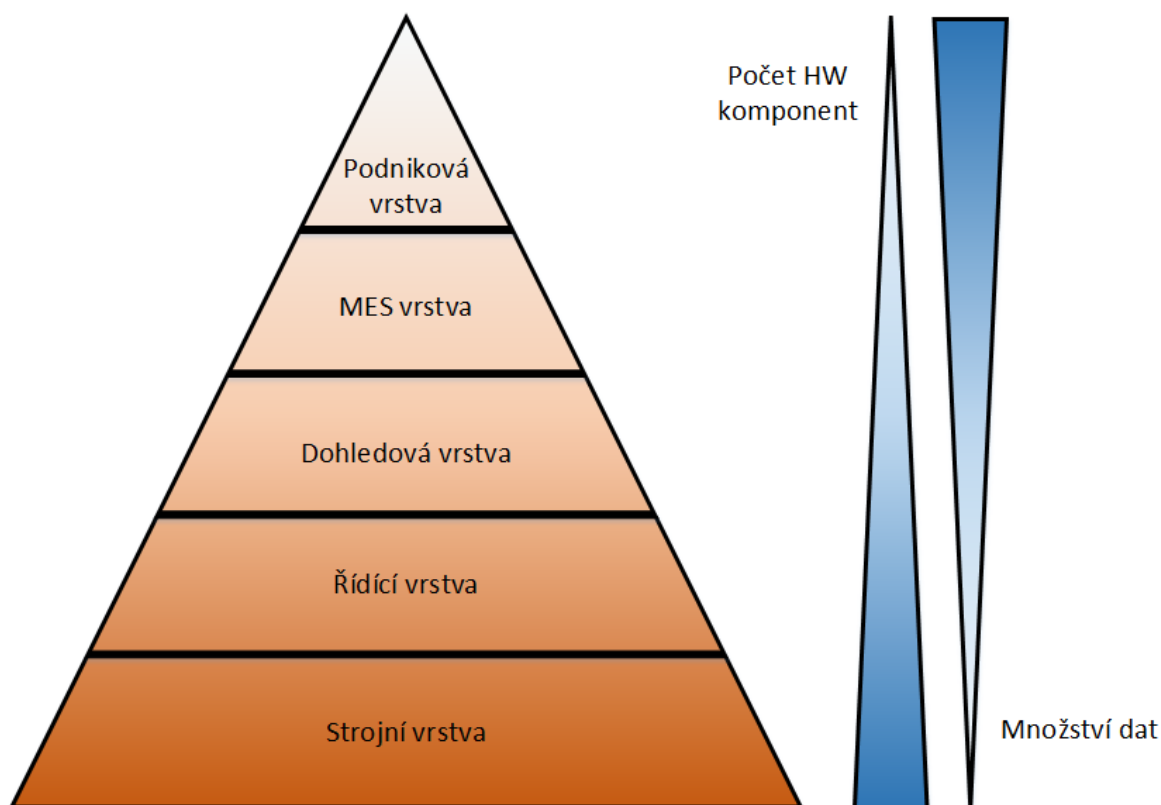 Podniková
vrstva
MES vrstva
Dohledová vrstva
Řídící vrstva
Strojní vrstva
Počet HW
komponent
Množství dat